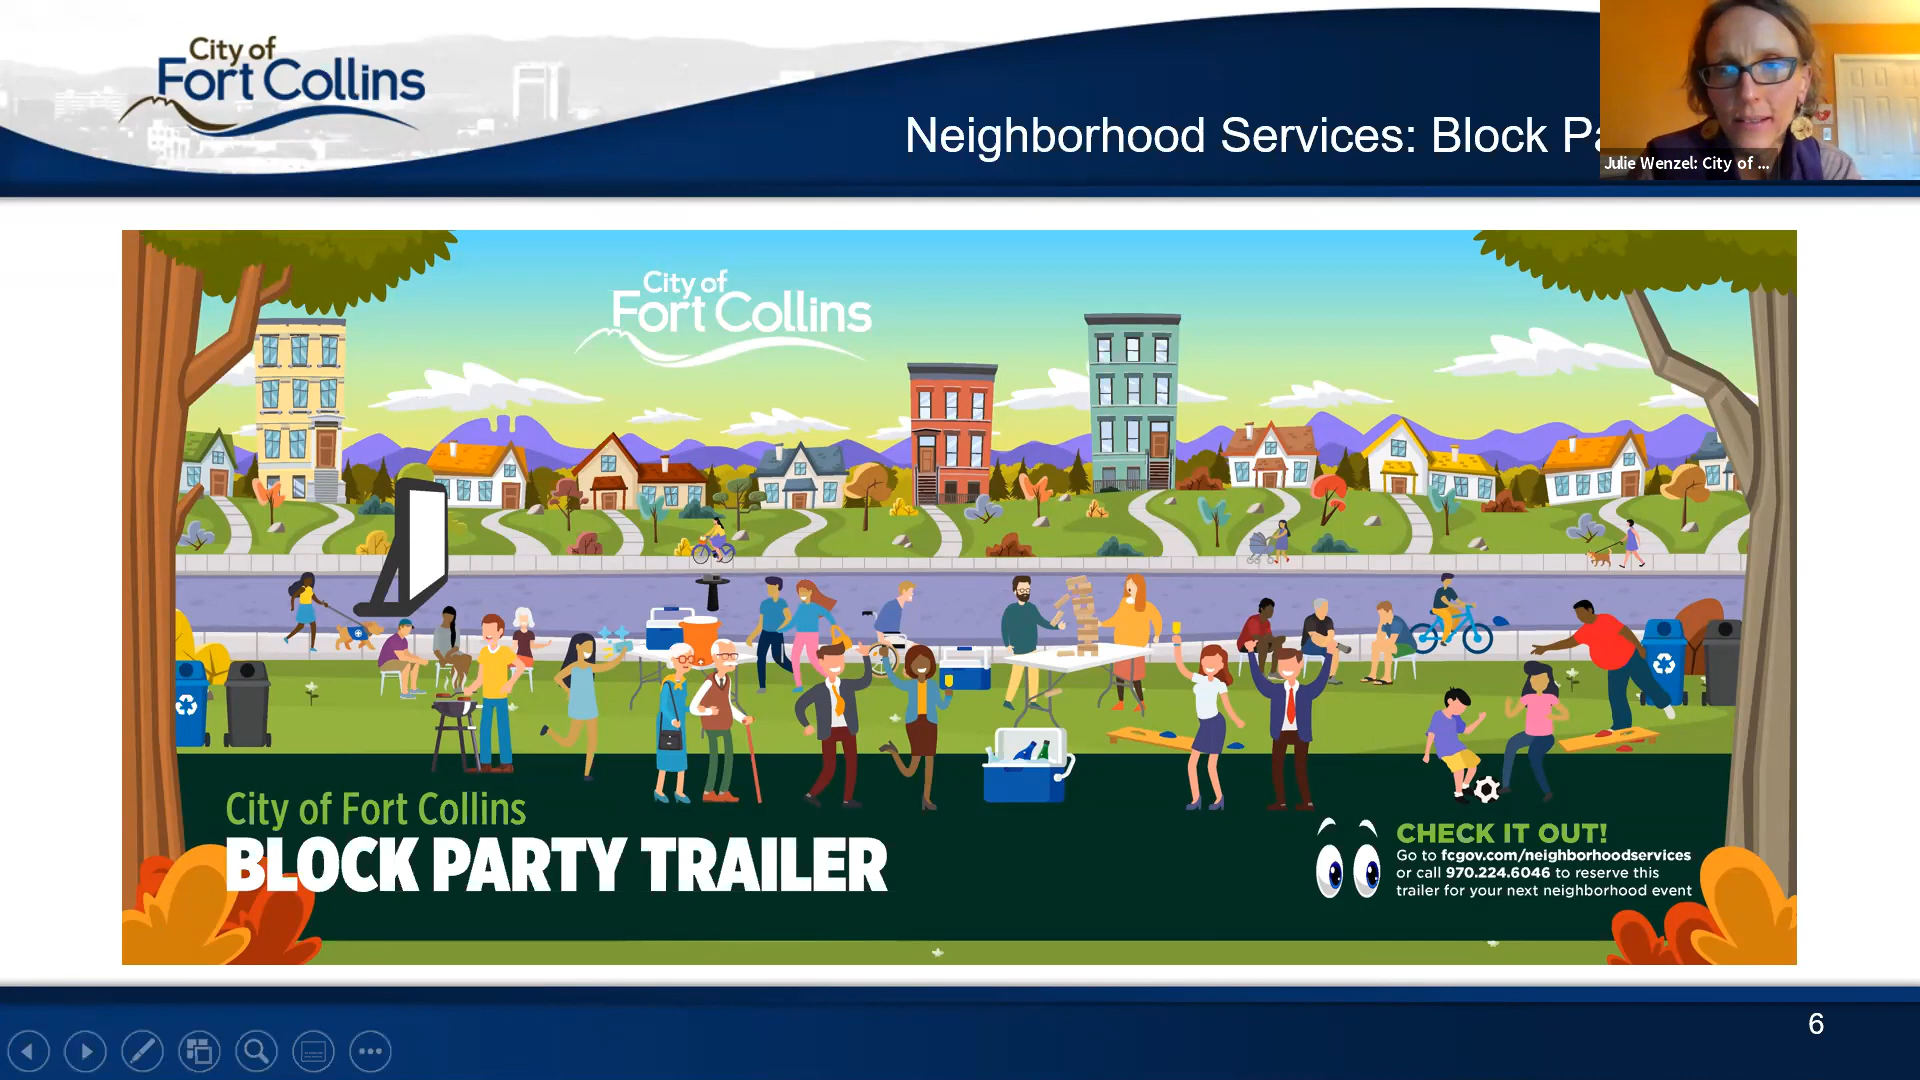 City of
Fort Collins
Neighborhood Services: Block Pa
Julie Wenzel: City of ...
City of
Fort Collins
City of Fort Collins
BLOCK PARTY TRAILER
CHECK IT OUT!
Go to fcgov.com/neighborhoodservices
or call 970.224.6046 to reserve this
trailer for your next neighborhood event
6